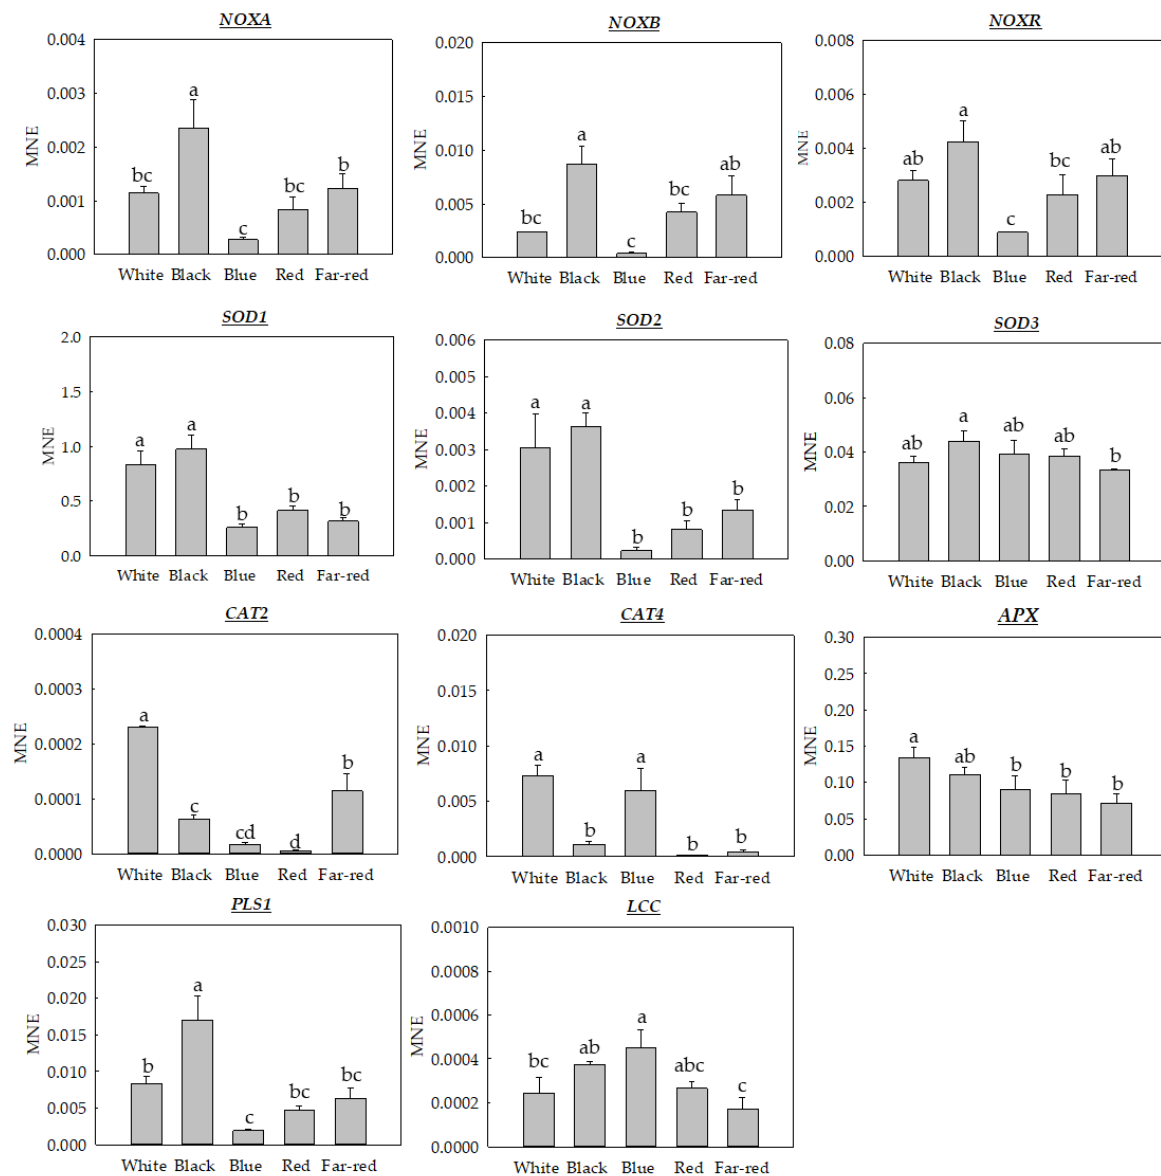 NOXA
NOXB
NOXR
0.004
0.003
0.002
0.001
0.000
MNE
bc
a
c
bc
b
White Black Blue Red Far-red
0.020
0.015
0.010
0.005
0.000
MNE
bc
a
c
bc
ab
White Black Blue Red Far-red
0.008
0.006
0.004
0.002
0.000
MNE
ab
a
c
bc
ab
White Black Blue Red Far-red
SOD1
2.0
1.5
1.0
0.5
0.0
MNE
a
a
b
b
b
White Black Blue Red Far-red
SOD2
0.006
0.005
0.004
0.003
0.002
0.001
0.000
MNE
a
a
b
b
b
White Black Blue Red Far-red
SOD3
0.08
0.06
0.04
0.02
0.00
MNE
ab
a
ab
ab
b
White Black Blue Red Far-red
CAT2
0.0004
0.0003
0.0002
0.0001
0.0000
MNE
a
c
cd
d
b
White Black Blue Red Far-red
CAT4
0.020
0.015
0.010
0.005
0.000
MNE
a
b
a
b
b
White Black Blue Red Far-red
APX
0.30
0.25
0.20
0.15
0.10
0.05
0.00
MNE
a
ab
b
b
b
White Black Blue Red Far-red
PLS1
0.030
0.025
0.020
0.015
0.010
0.005
0.000
MNE
b
a
c
bc
bc
White Black Blue Red Far-red
LCC
0.0010
0.0008
0.0006
0.0004
0.0002
0.0000
MNE
bc
ab
a
abc
c
White Black Blue Red Far-red